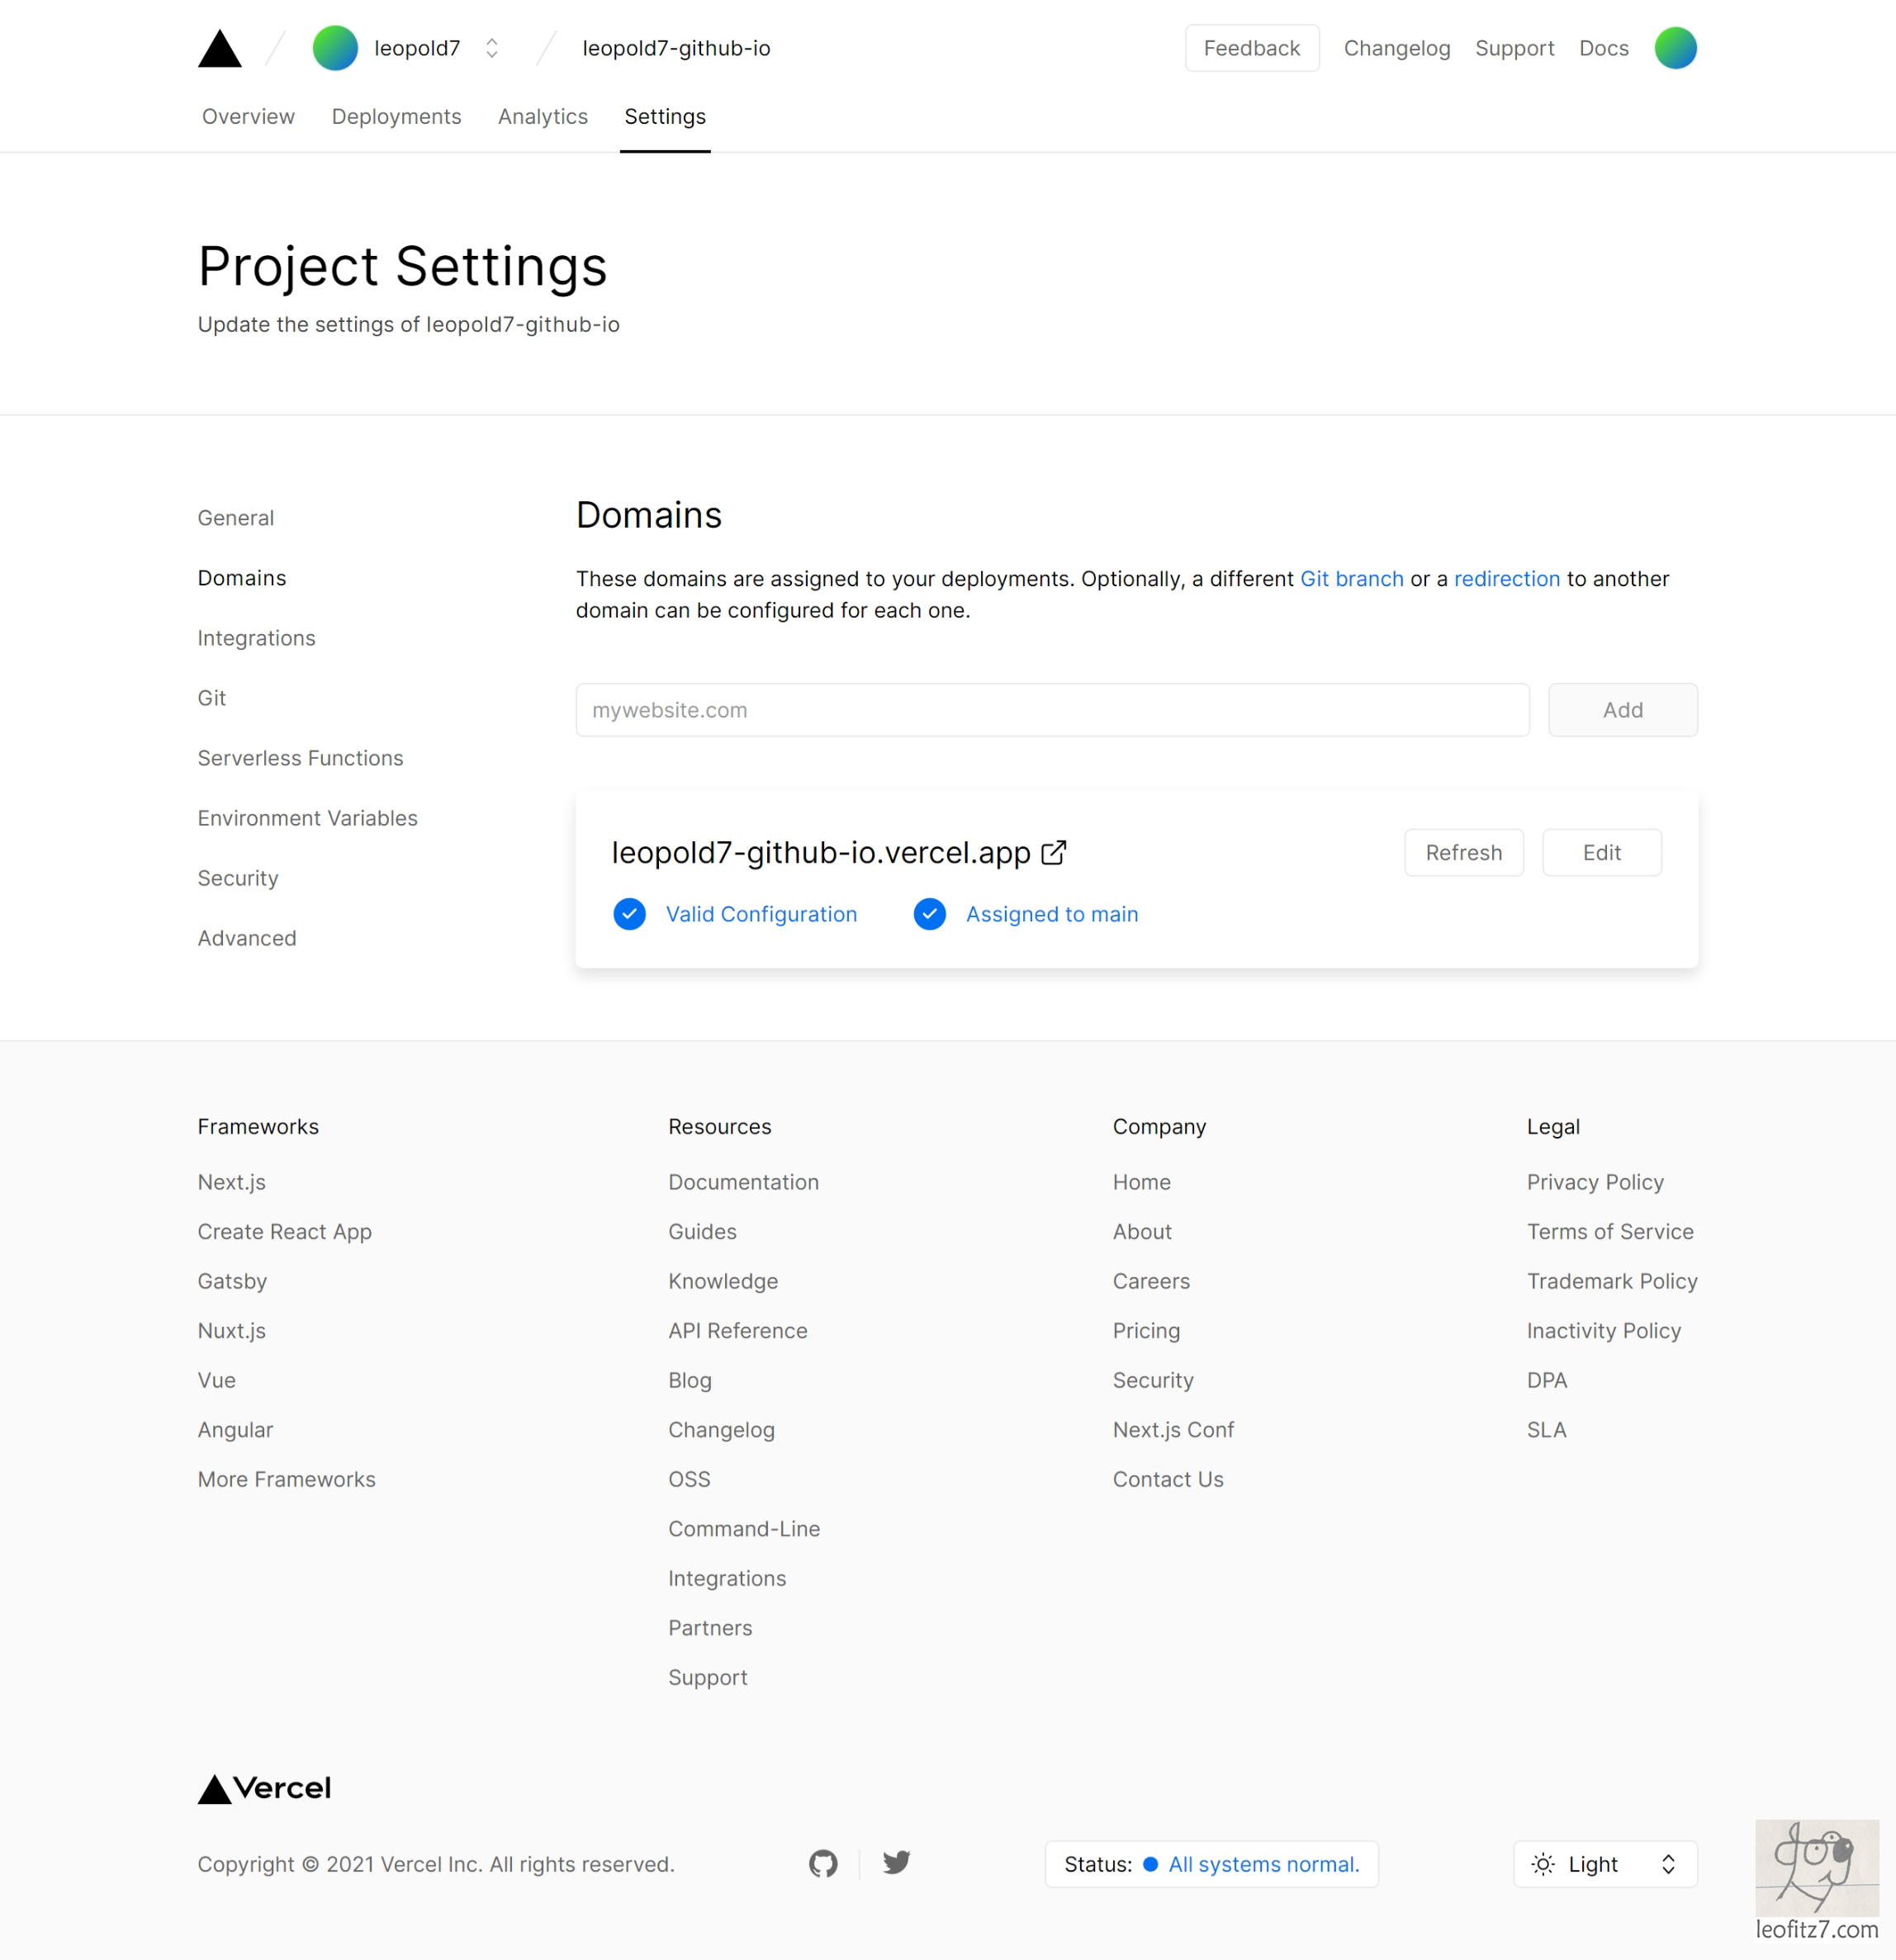 leopold7
leopold7-github-io
Feedback
Changelog
Support
Docs
Overview
Deployments
Analytics
Settings
Project Settings
Update the settings of leopold7-github-io
General
Domains
Integrations
Git
Serverless Functions
Environment Variables
Security
Advanced
Domains
These domains are assigned to your deployments. Optionally, a different Git branch or a redirection to another
domain can be configured for each one.
mywebsite.com
Add
leopold7-github-io.vercel.app
Refresh
Edit
Valid Configuration
Assigned to main
Frameworks
Next.js
Create React App
Gatsby
Nuxt.js
Vue
Angular
More Frameworks
Resources
Documentation
Guides
Knowledge
API Reference
Blog
Changelog
OSS
Command-Line
Integrations
Partners
Support
Company
Home
About
Careers
Pricing
Security
Next.js Conf
Contact Us
Legal
Privacy Policy
Terms of Service
Trademark Policy
Inactivity Policy
DPA
SLA
Vercel
Copyright © 2021 Vercel Inc. All rights reserved.
Status: All systems normal.
Light
leofitz7.com